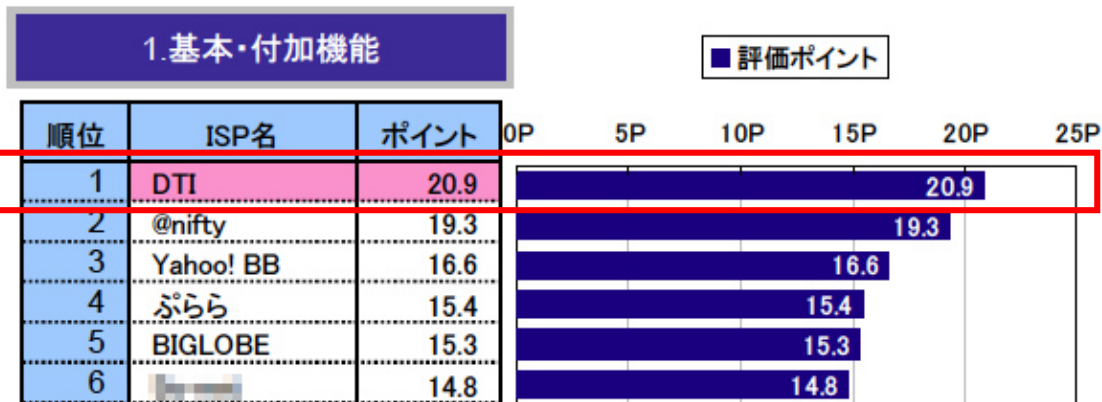 1.基本・付加機能
■評価ポイント
順位 ISP名 ポイント 0P 5P 10P 15P 20P 25P
1 DTI 20.9 20.9
2 @nifty 19.3 19.3
3 Yahoo! BB 16.6 16.6
4 ぷらら 15.4 15.4
5 BIGLOBE 15.3 15.3
6 14.8 14.8